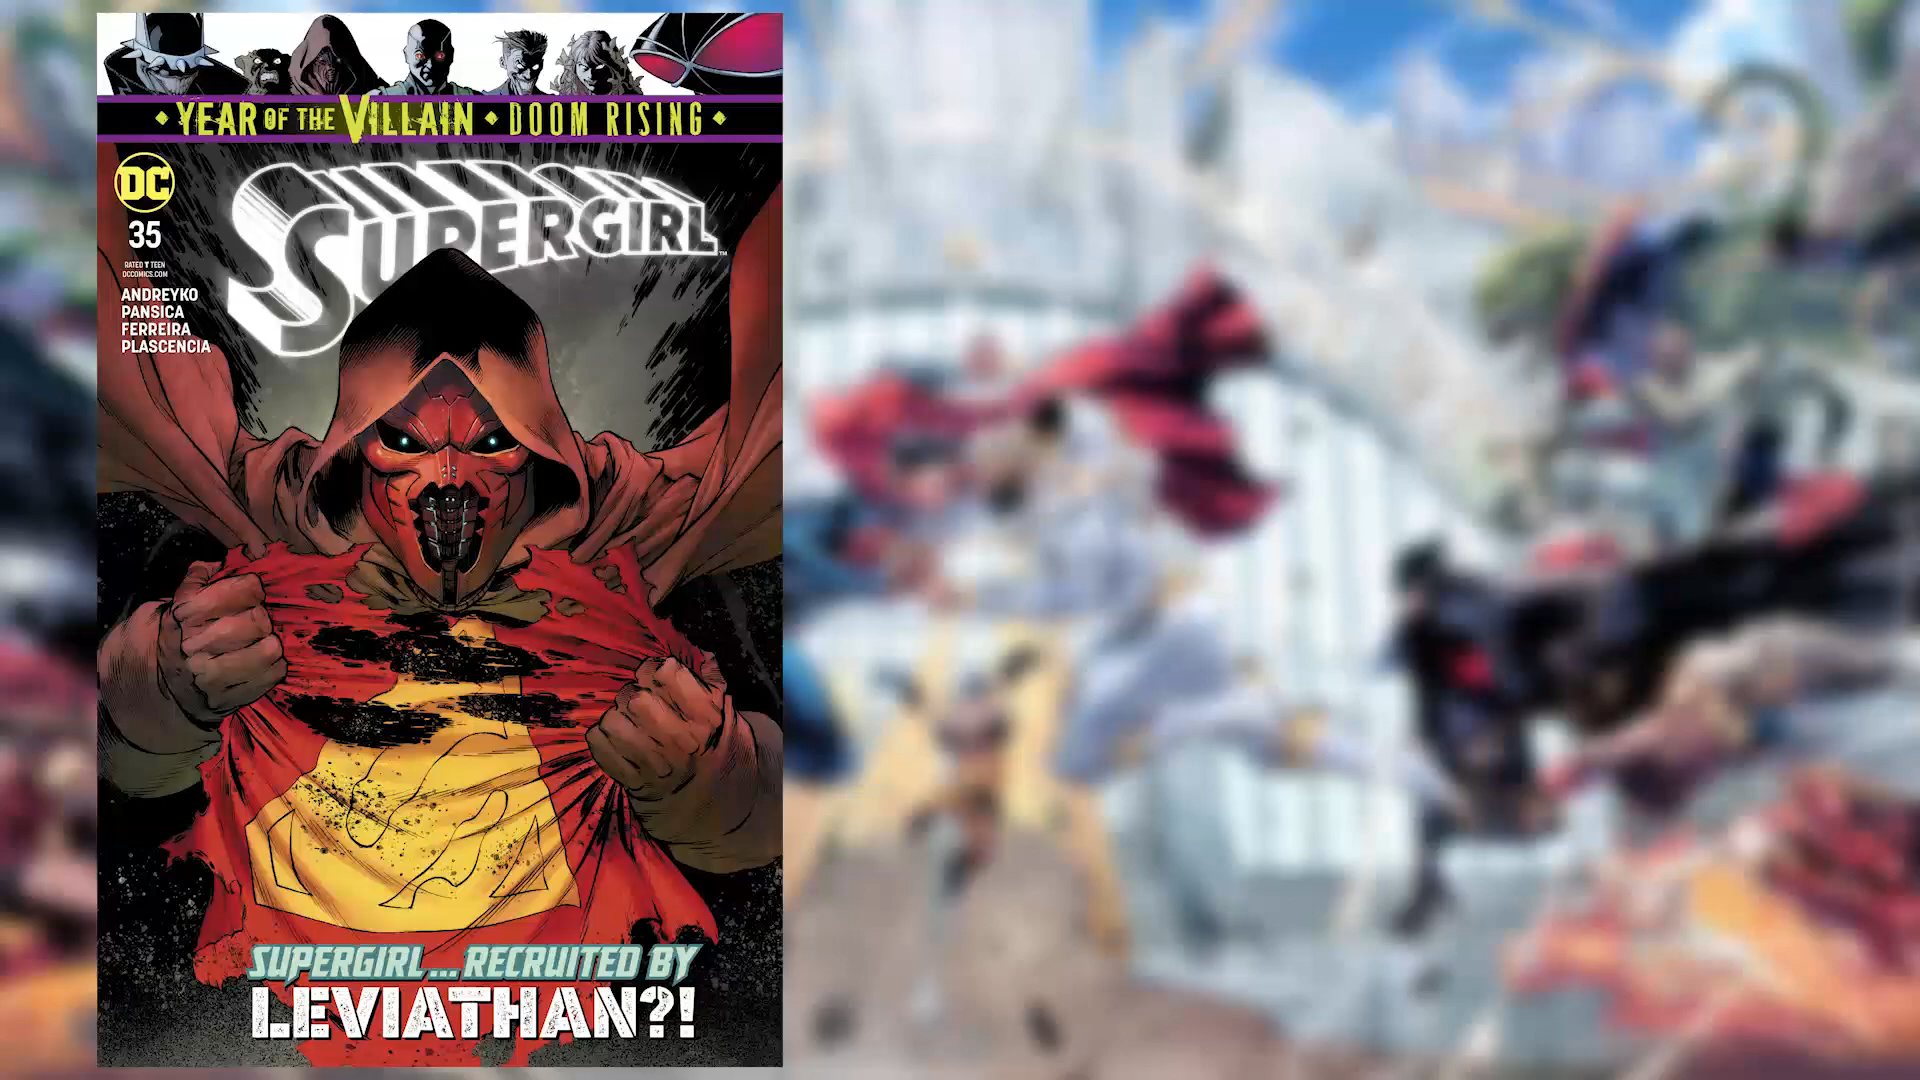 YEAR OF THE VILLAIN • DOOM RISING
DC
SUPERGIRL™
35
RATED T TEEN
DCCOMICS.COM
ANDREYKO
PANSICA
FERREIRA
PLASCENCIA
SUPERGIRL... RECRUITED BY
LEVIATHAN?!